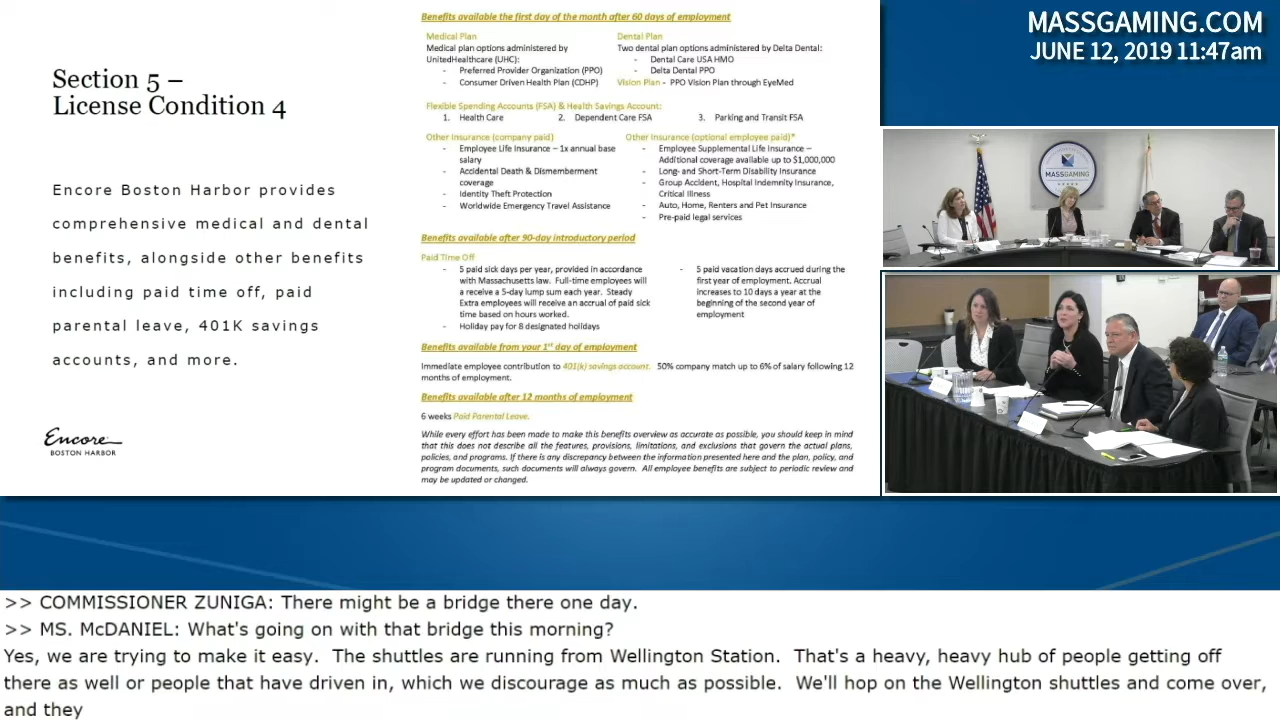 Section 5 –
License Condition 4
Encore Boston Harbor provides
comprehensive medical and dental
benefits, alongside other benefits
including paid time off, paid
parental leave, 401K savings
accounts, and more.
Encore
BOSTON HARBOR
Benefits available the first day of the month after 60 days of employment
Medical Plan
Medical plan options administered by
UnitedHealthcare (UHC):
- Preferred Provider Organization (PPO)
- Consumer Driven Health Plan (CDHP)
Dental Plan
Two dental plan options administered by Delta Dental:
- Dental Care USA HMO
- Delta Dental PPO
Vision Plan - PPO Vision Plan through EyeMed
Flexible Spending Accounts (FSA) & Health Savings Account:
1. Health Care 2. Dependent Care FSA 3. Parking and Transit FSA
Other Insurance (company paid)
- Employee Life Insurance – 1x annual base
salary
- Accidental Death & Dismemberment
coverage
- Identity Theft Protection
- Worldwide Emergency Travel Assistance
Other Insurance (optional employee paid)*
- Employee Supplemental Life Insurance –
Additional coverage available up to $1,000,000
- Long- and Short-Term Disability Insurance
- Group Accident, Hospital Indemnity Insurance,
Critical Illness
- Auto, Home, Renters and Pet Insurance
- Pre-paid legal services
Benefits available after 90-day introductory period
Paid Time Off
- 5 paid sick days per year, provided in accordance
with Massachusetts law. Full-time employees will
a receive a 5-day lump sum each year. Steady
Extra employees will receive an accrual of paid sick
time based on hours worked.
- Holiday pay for 8 designated holidays
- 5 paid vacation days accrued during the
first year of employment. Accrual
increases to 10 days a year at the
beginning of the second year of
employment
Benefits available from your 1st day of employment
Immediate employee contribution to 401(k) savings account. 50% company match up to 6% of salary following 12
months of employment.
Benefits available after 12 months of employment
6 weeks Paid Parental Leave.
While every effort has been made to make this benefits overview as accurate as possible, you should keep in mind
that this does not describe all the features, provisions, limitations, and exclusions that govern the actual plans,
policies, and programs. If there is any discrepancy between the information presented here and the plan, policy, and
program documents, such documents will always govern. All employee benefits are subject to periodic review and
may be updated or changed.
MASSGAMING.COM
JUNE 12, 2019 11:47am
MASSGAMING
>> COMMISSIONER ZUNIGA: There might be a bridge there one day.
>> MS. McDANIEL: What's going on with that bridge this morning?
Yes, we are trying to make it easy. The shuttles are running from Wellington Station. That's a heavy, heavy hub of people getting off
there as well or people that have driven in, which we discourage as much as possible. We'll hop on the Wellington shuttles and come over,
and they